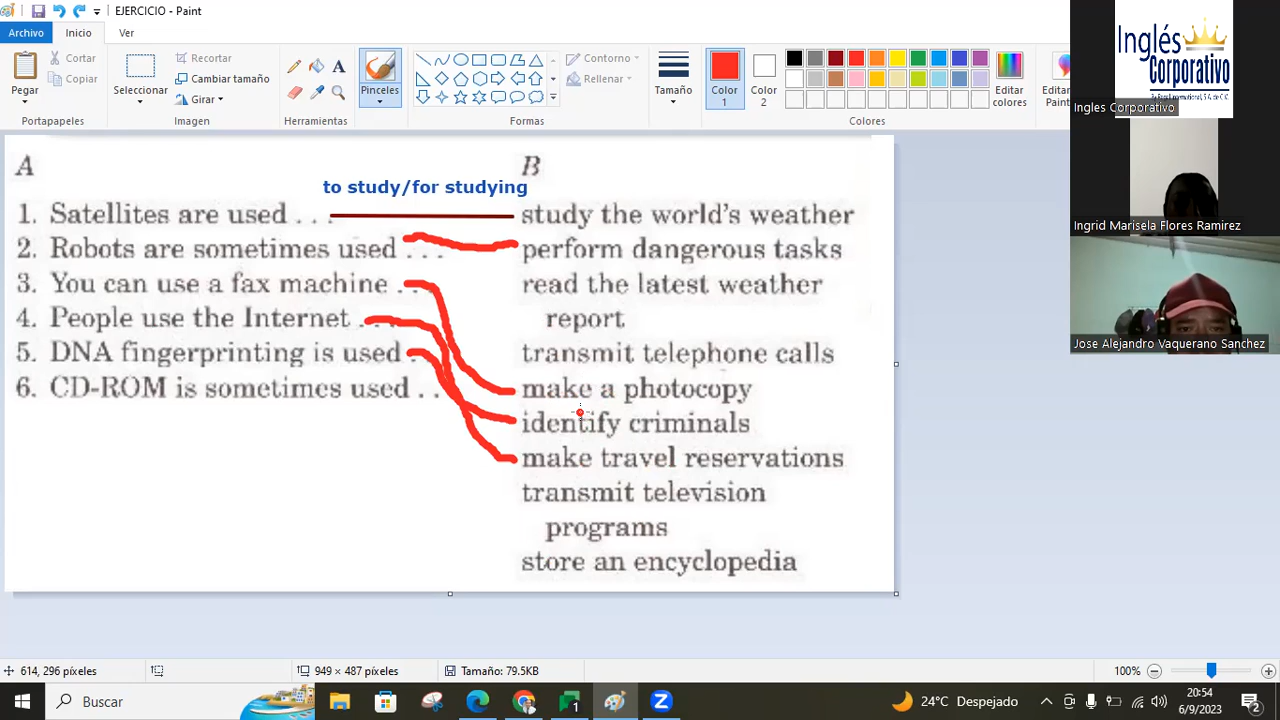 EJERCICIO - Paint
Archivo
Inicio
Ver
Pegar
Cortar
Copiar
Portapapeles
Seleccionar
Recortar
Cambiar tamaño
Girar
Imagen
Herramientas
Pinceles
Contorno
Rellenar
Formas
Tamaño
Color 1
Color 2
Editar colores
Editar
Colores
Inglés
Corporativo
Ingles Corporativo
Ingrid Marisela Flores Ramirez
Jose Alejandro Vaquerano Sanchez
A
B
to study/for studying
1. Satellites are used . . .
study the world's weather
2. Robots are sometimes used . . .
perform dangerous tasks
3. You can use a fax machine . . .
read the latest weather
report
4. People use the Internet . . .
transmit telephone calls
5. DNA fingerprinting is used . . .
make a photocopy
6. CD-ROM is sometimes used . . .
identify criminals
make travel reservations
transmit television
programs
store an encyclopedia
614, 296 píxeles
949 × 487 píxeles
Tamaño: 79.5KB
100%
Buscar
24°C Despejado
20:54
6/9/2023
2